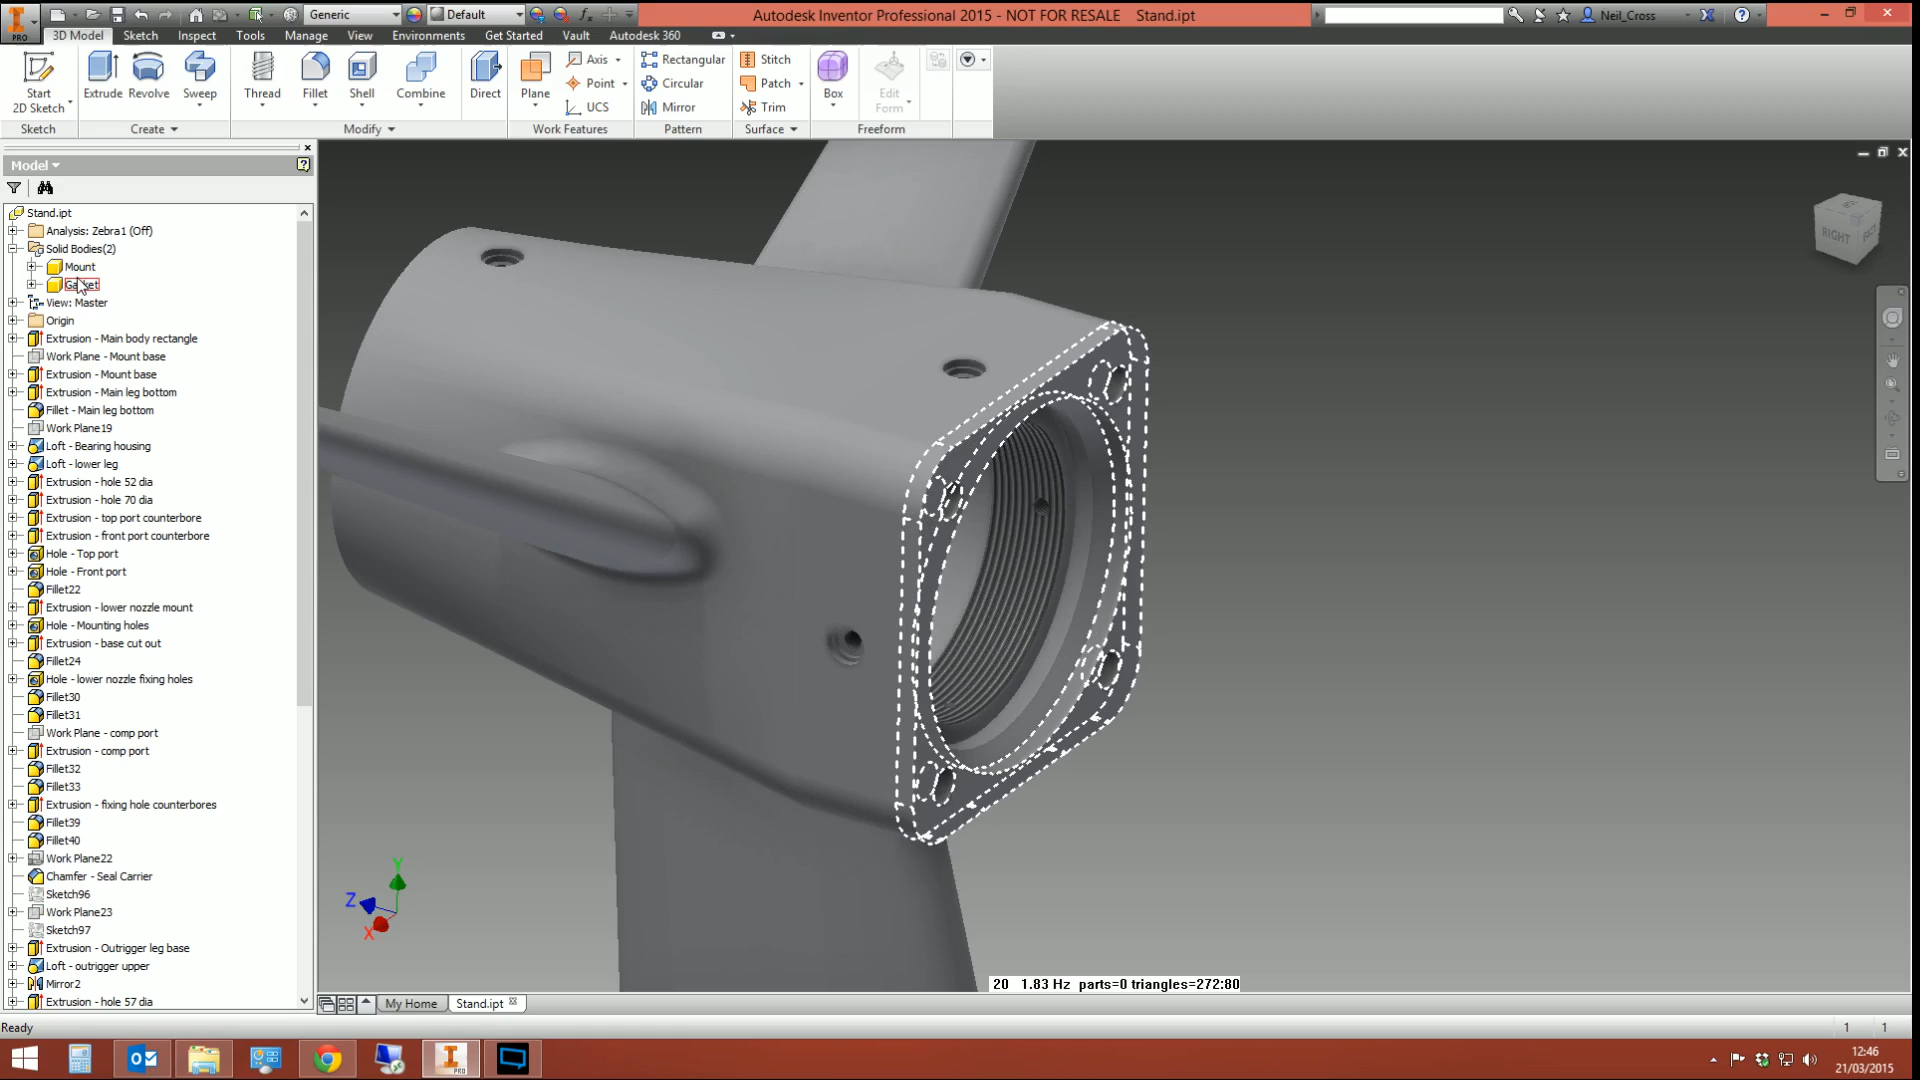 Generic
Default
Autodesk Inventor Professional 2015 - NOT FOR RESALE Stand.ipt
Neil_Cross
PRO
3D Model Sketch Inspect Tools Manage View Environments Get Started Vault Autodesk 360
Start
2D Sketch
Extrude Revolve Sweep
Thread Fillet Shell Combine
Direct
Plane
Axis
Point
UCS
Rectangular
Circular
Mirror
Stitch
Patch
Trim
Box
Edit
Form
Sketch Create Modify Work Features Pattern Surface Freeform
Model
Stand.ipt
Analysis: Zebra1 (Off)
Solid Bodies(2)
Mount
Gasket
View: Master
Origin
Extrusion - Main body rectangle
Work Plane - Mount base
Extrusion - Mount base
Extrusion - Main leg bottom
Fillet - Main leg bottom
Work Plane19
Loft - Bearing housing
Loft - lower leg
Extrusion - hole 52 dia
Extrusion - hole 70 dia
Extrusion - top port counterbore
Extrusion - front port counterbore
Hole - Top port
Hole - Front port
Fillet22
Extrusion - lower nozzle mount
Hole - Mounting holes
Extrusion - base cut out
Fillet24
Hole - lower nozzle fixing holes
Fillet30
Fillet31
Work Plane - comp port
Extrusion - comp port
Fillet32
Fillet33
Extrusion - fixing hole counterbores
Fillet39
Fillet40
Work Plane22
Chamfer - Seal Carrier
Sketch96
Work Plane23
Sketch97
Extrusion - Outrigger leg base
Loft - outrigger upper
Mirror2
Extrusion - hole 57 dia
RIGHT
Y
Z
X
20 1.83 Hz parts=0 triangles=272:80
My Home Stand.ipt
Ready
1 1
12:46
21/03/2015